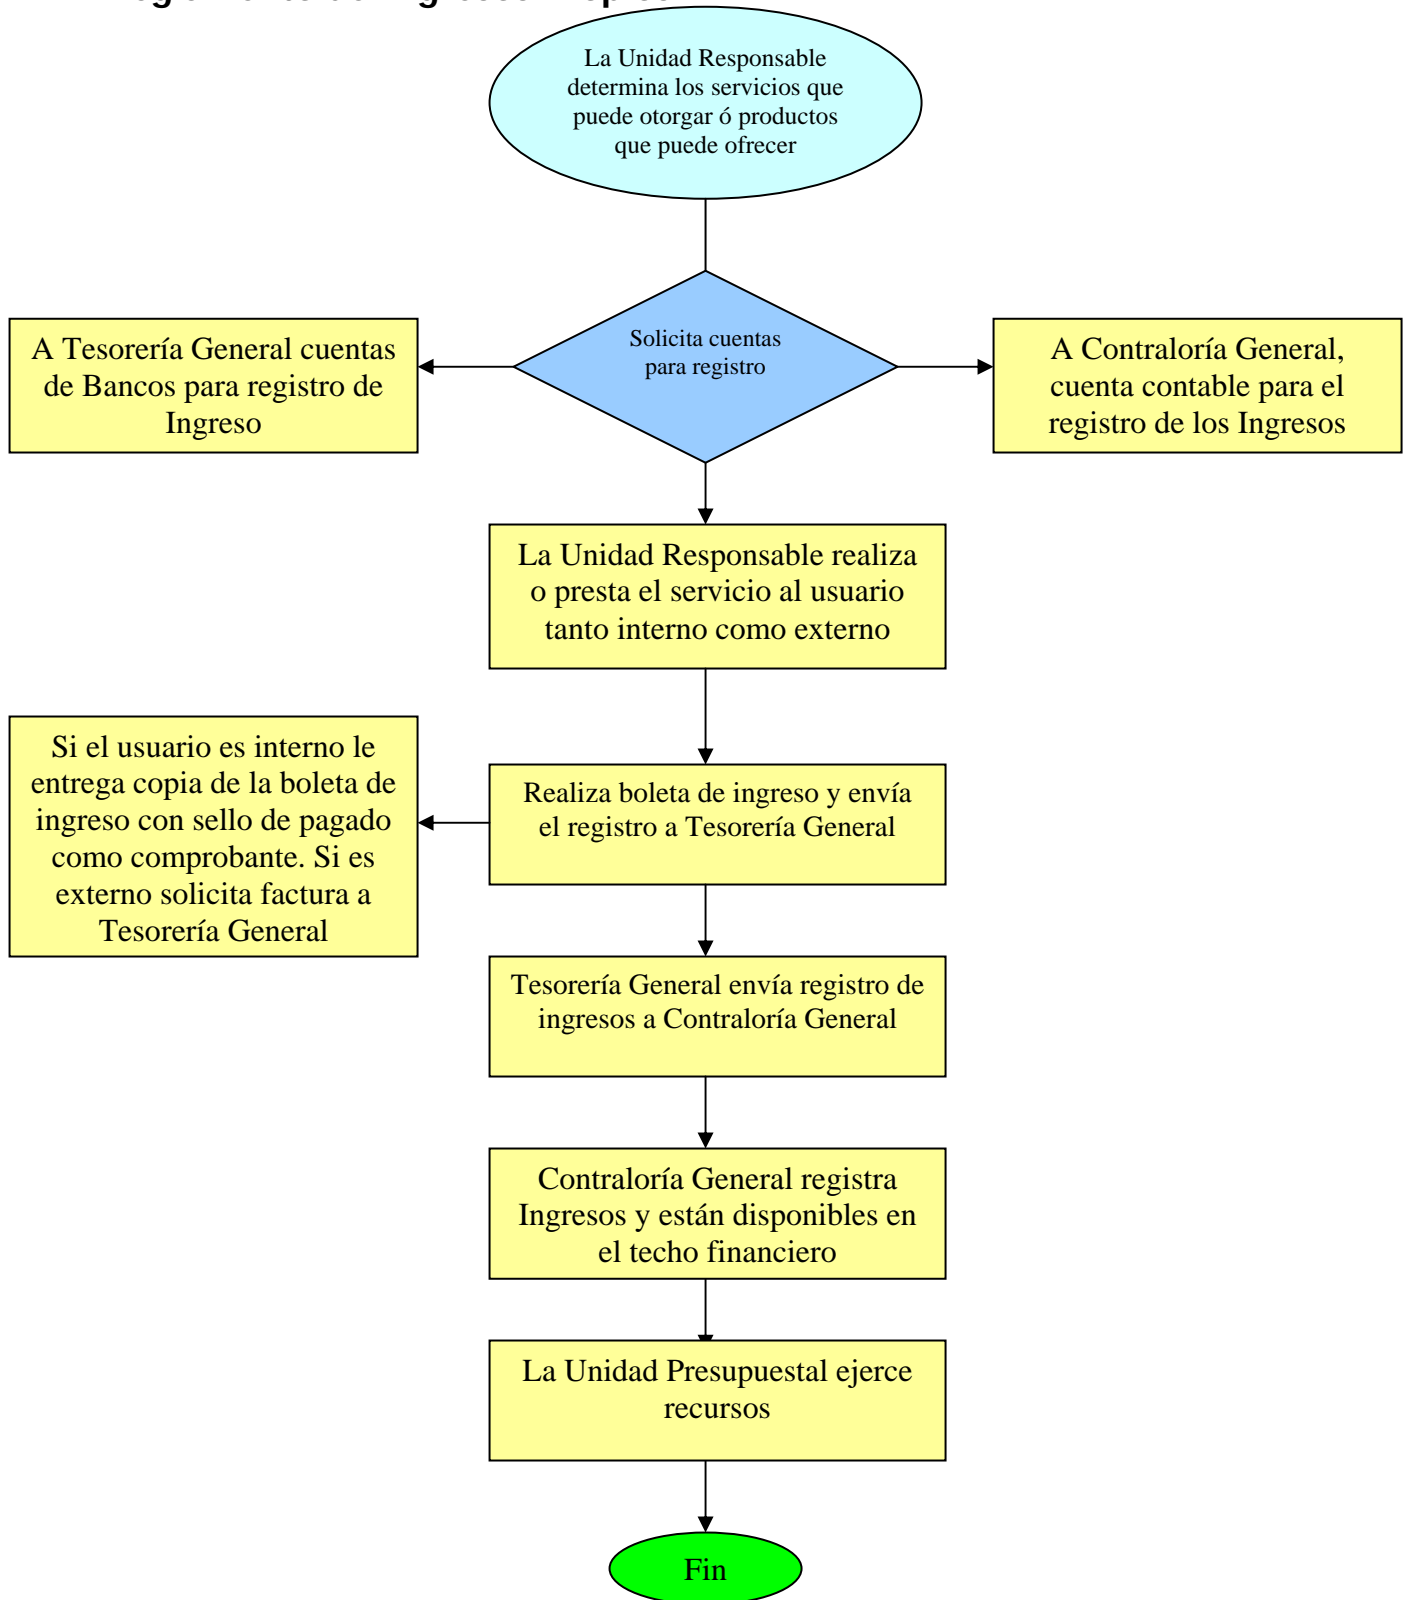 La Unidad Responsable
determina los servicios que
puede otorgar ó productos
que puede ofrecer
Solicita cuentas
para registro
A Tesorería General cuentas
de Bancos para registro de
Ingreso
A Contraloría General,
cuenta contable para el
registro de los Ingresos
La Unidad Responsable realiza
o presta el servicio al usuario
tanto interno como externo
Realiza boleta de ingreso y envía
el registro a Tesorería General
Si el usuario es interno le
entrega copia de la boleta de
ingreso con sello de pagado
como comprobante. Si es
externo solicita factura a
Tesorería General
Tesorería General envía registro de
ingresos a Contraloría General
Contraloría General registra
Ingresos y están disponibles en
el techo financiero
La Unidad Presupuestal ejerce
recursos
Fin